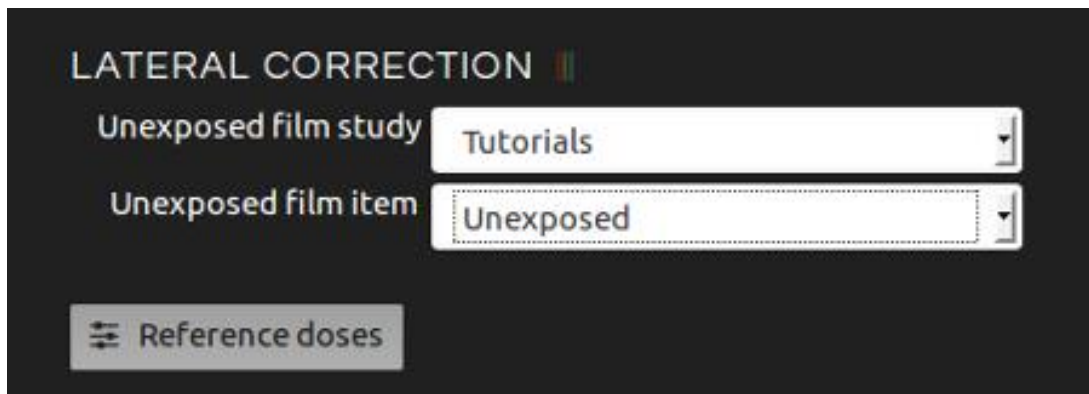 LATERAL CORRECTION
Unexposed film study Tutorials
Unexposed film item Unexposed
Reference doses